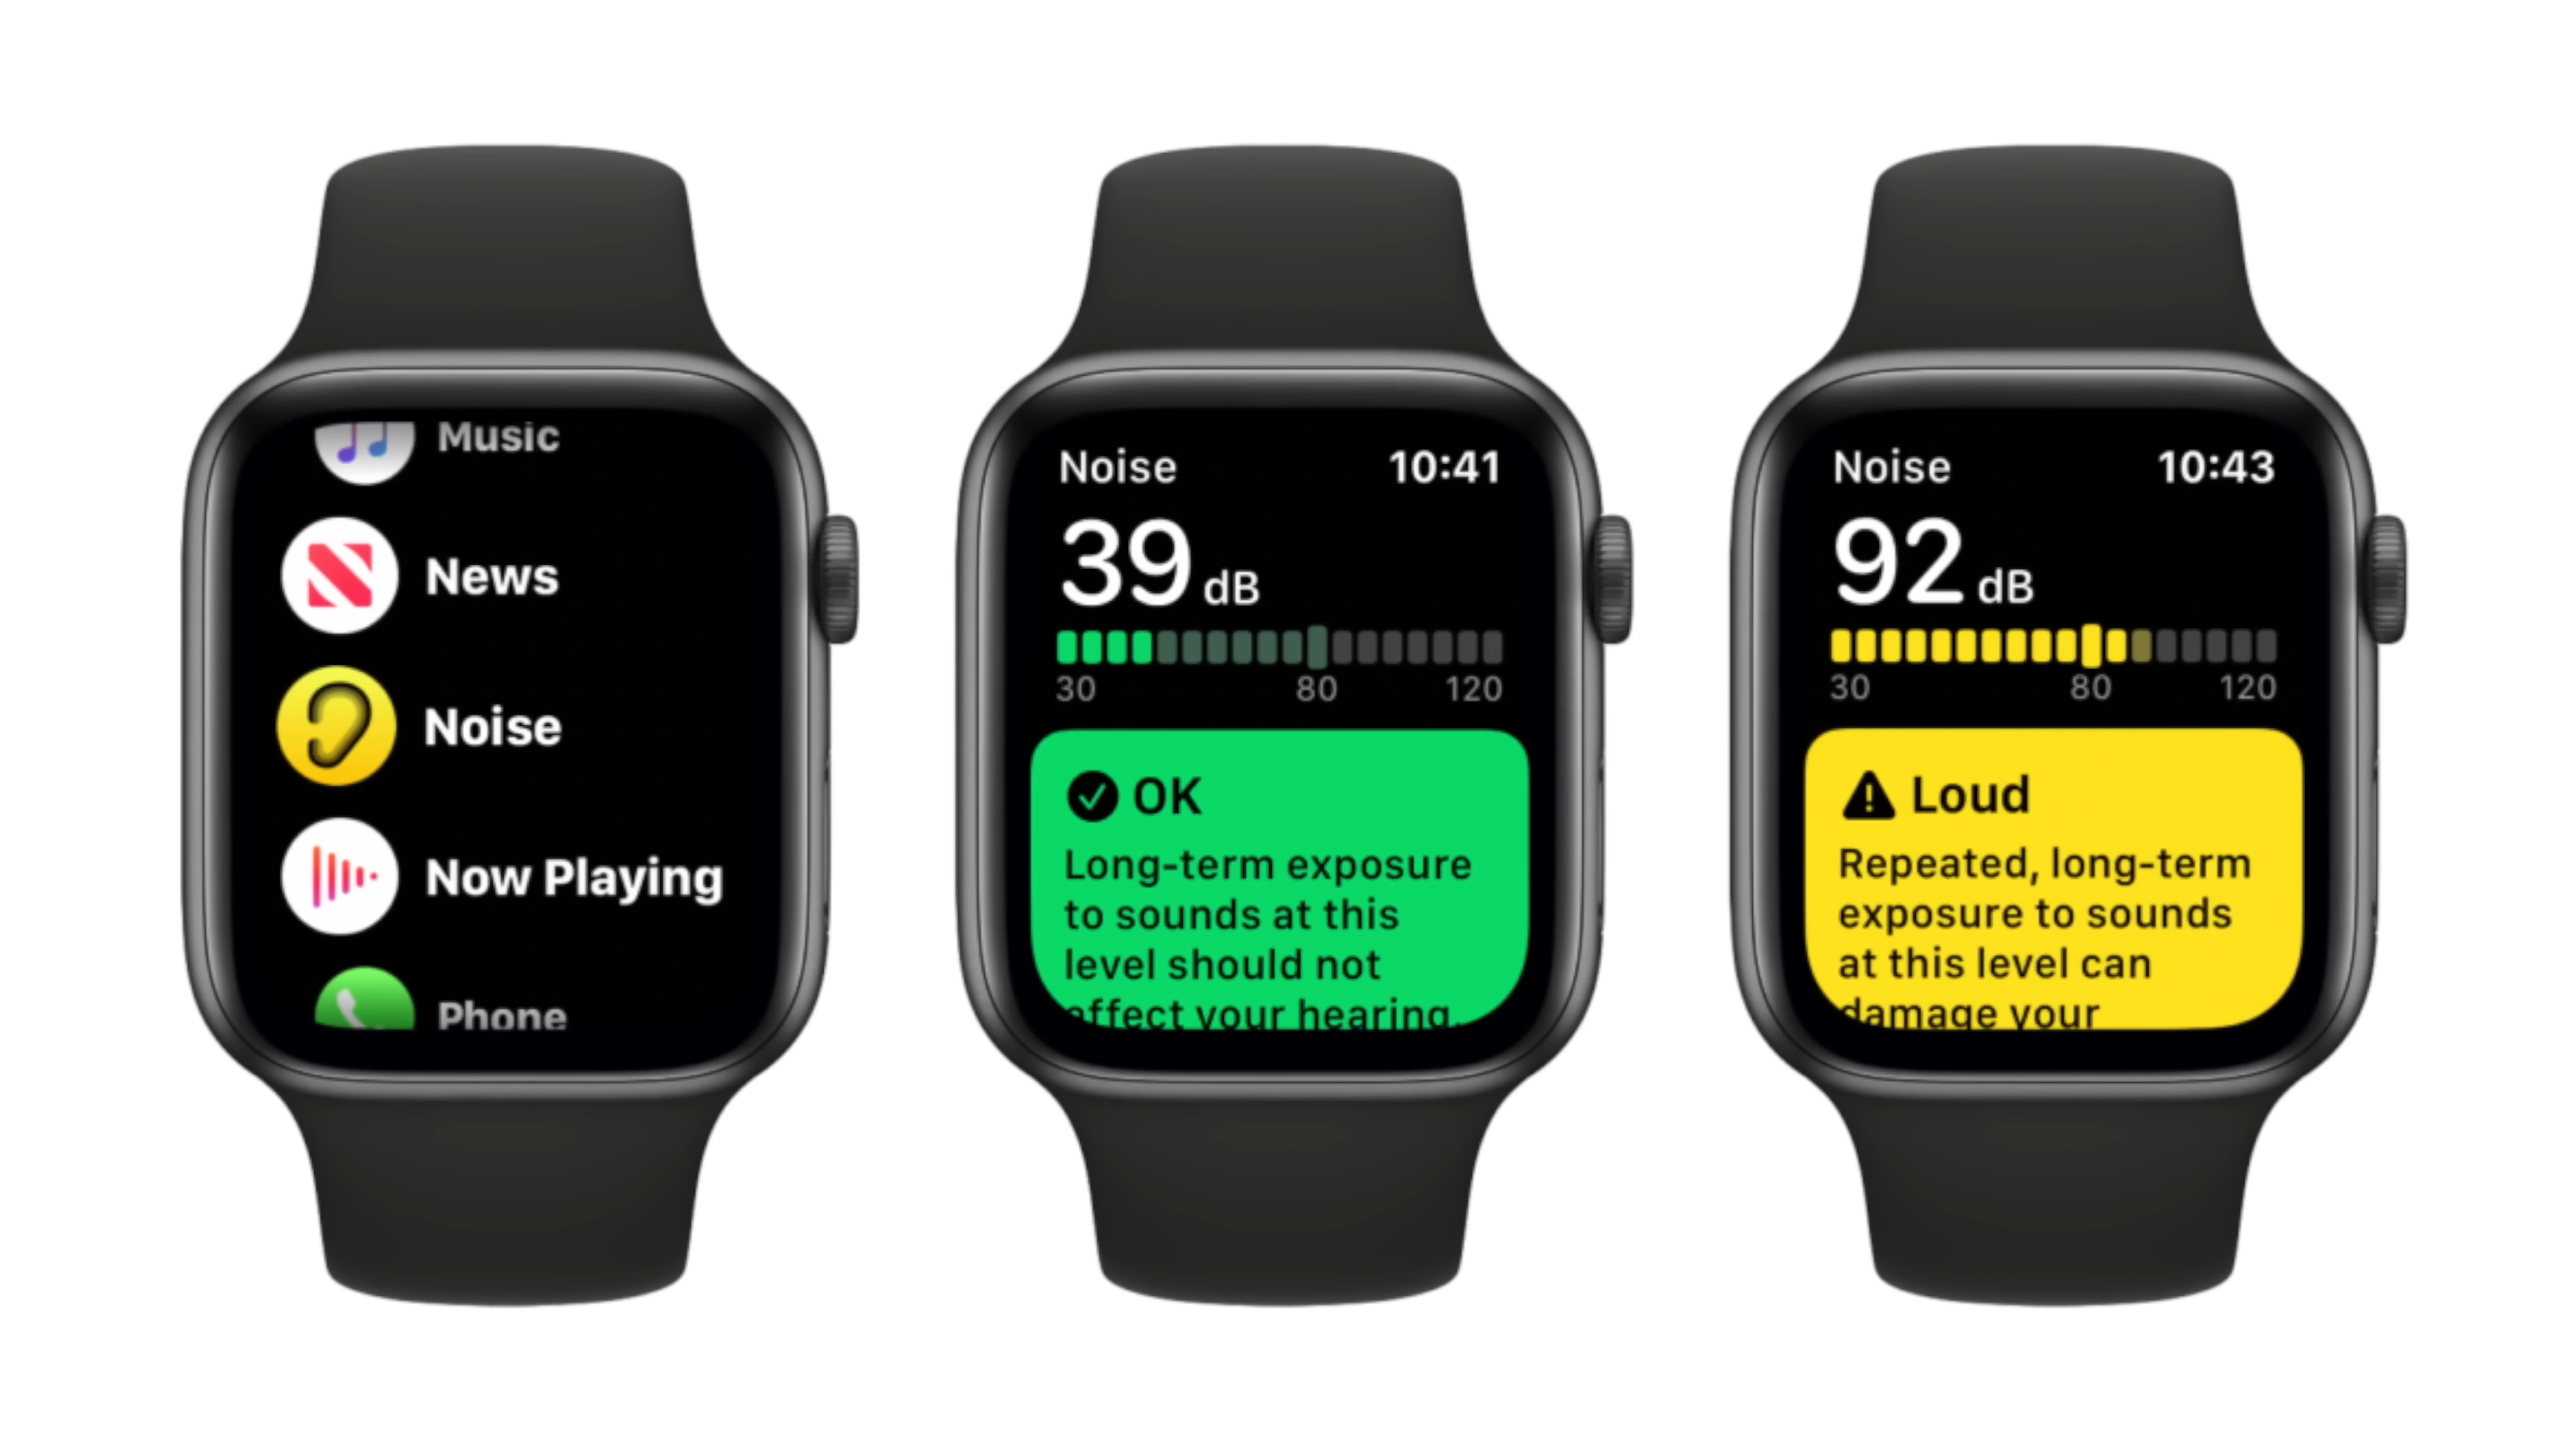 Music
News
Noise
Now Playing
Phone
Noise 10:41
39 dB
30 80 120
OK
Long-term exposure
to sounds at this
level should not
affect your hearing.
Noise 10:43
92 dB
30 80 120
Loud
Repeated, long-term
exposure to sounds
at this level can
damage your